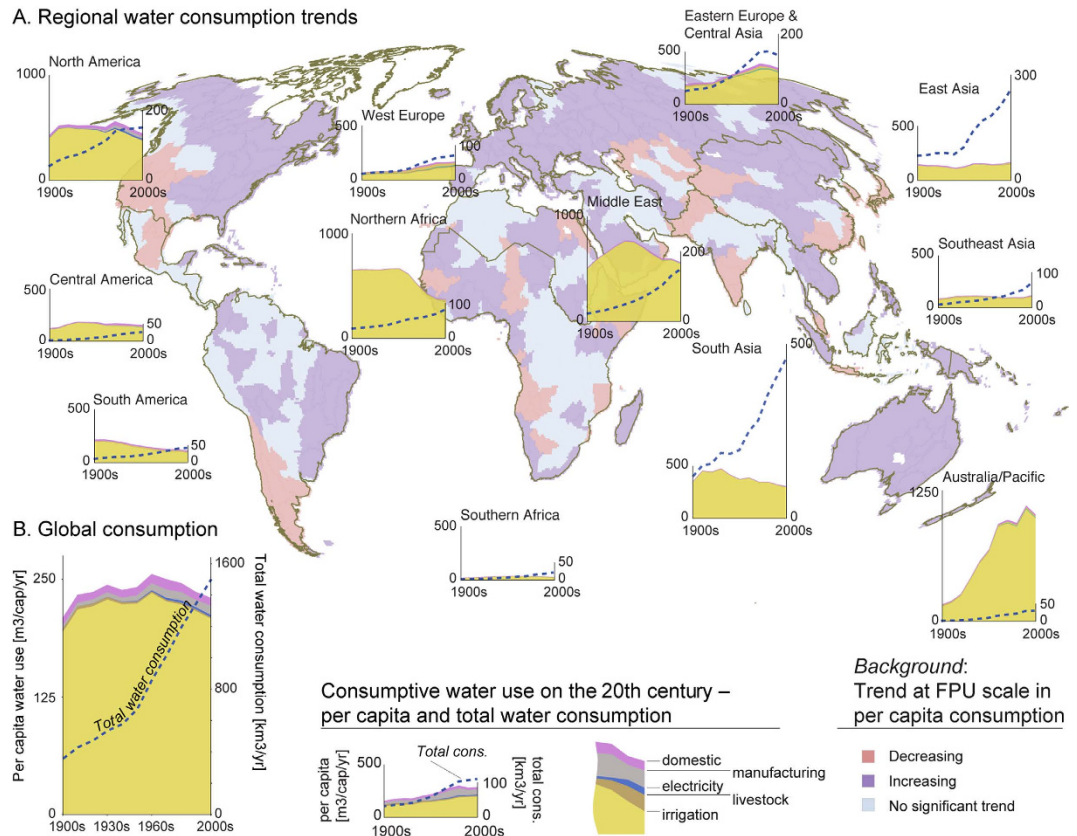 A. Regional water consumption trends
North America
1000
200
0
0
1900s 2000s
West Europe
500
100
0
0
1900s 2000s
Eastern Europe &
Central Asia
500
200
0
0
1900s 2000s
East Asia
300
500
0
0
1900s 2000s
Northern Africa
1000
100
0
0
1900s 2000s
Middle East
1000
200
0
0
1900s 2000s
Southeast Asia
500
100
0
0
1900s 2000s
Central America
500
50
0
0
1900s 2000s
South America
500
50
0
0
1900s 2000s
South Asia
500
500
0
0
1900s 2000s
Southern Africa
500
50
0
0
1900s 2000s
Australia/Pacific
1250
50
0
0
1900s 2000s
B. Global consumption
Per capita water use [m3/cap/yr]
250
125
0
Total water consumption
1600
800
0
Total water consumption
[km3/yr]
1900s 1930s 1960s 2000s
Consumptive water use on the 20th century –
per capita and total water consumption
Total cons.
per capita
[m3/cap/yr]
500
0
100
0
total cons.
[km3/yr]
1900s 2000s
domestic
manufacturing
electricity
livestock
irrigation
Background:
Trend at FPU scale in
per capita consumption
Decreasing
Increasing
No significant trend